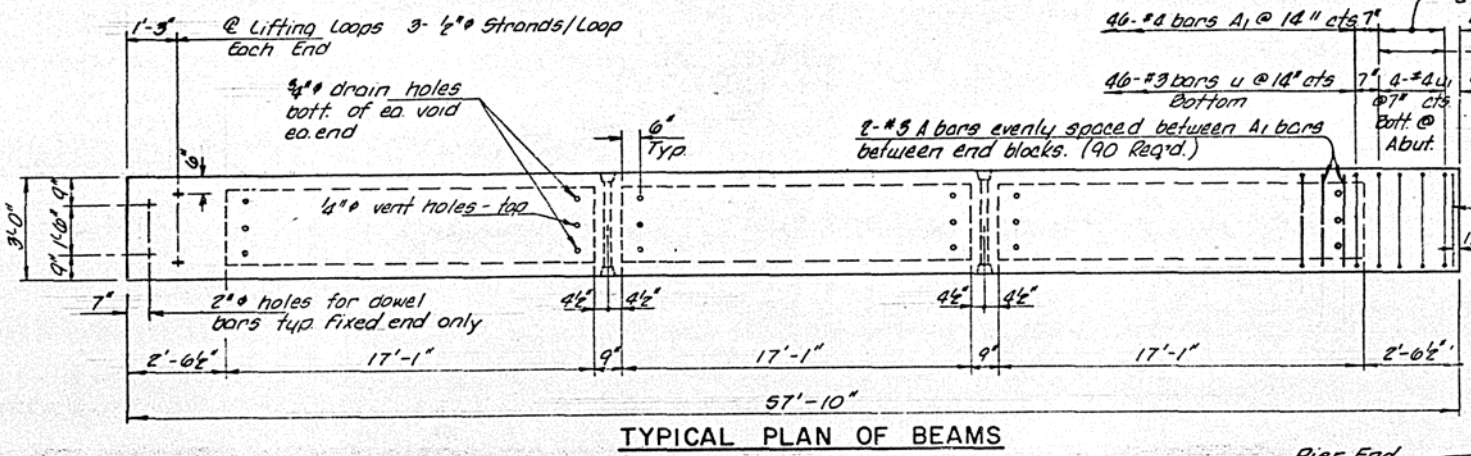 1'-3"
℄ Lifting Loops 3- ½"φ Strands/Loop
Each End
46-#4 bars A1 @ 14" cts 7"
¾"φ drain holes
bott. of ea. void
ea. end
46-#3 bars u @ 14" cts
Bottom
7"
4-#4 u1
@7" cts.
Bott. @
Abut.
6"
Typ.
2-#3 A bars evenly spaced between A1 bars
between end blocks. (90 Req'd.)
6"
3'-0"
9"
1'-6"
9"
¼"φ vent holes - top
7"
2"φ holes for dowel
bars typ. fixed end only
4½" 4½"
4½" 4½"
2'-6½" 17'-1" 9" 17'-1" 9" 17'-1" 2'-6½"
57'-10"
TYPICAL PLAN OF BEAMS
Pier End